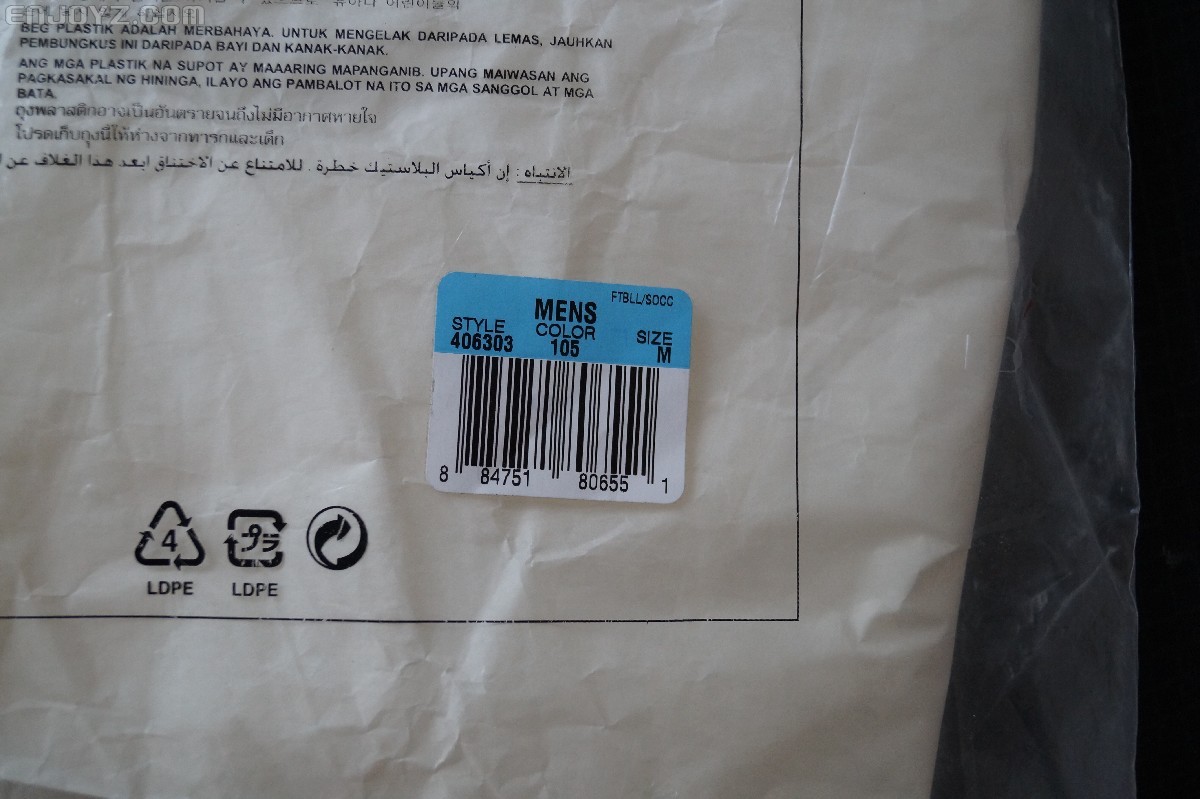 ENJOYZ.COM
BEG PLASTIK ADALAH MERBAHAYA. UNTUK MENGELAK DARIPADA LEMAS, JAUHKAN
PEMBUNGKUS INI DARIPADA BAYI DAN KANAK-KANAK.
ANG MGA PLASTIK NA SUPOT AY MAAARING MAPANGANIB. UPANG MAIWASAN ANG
PAGKASAKAL NG HININGA, ILAYO ANG PAMBALOT NA ITO SA MGA SANGGOL AT MGA
BATA.
ถุงพลาสติกอาจเป็นอันตรายจนถึงไม่มีอากาศหายใจ
โปรดเก็บถุงนี้ให้ห่างจากทารกและเด็ก
الانتباه : إن أكياس البلاستيك خطرة . للامتناع عن الاختناق ابعد هذا الغلاف عن
FTBLL/SOCC
MENS
STYLE COLOR SIZE
406303 105 M
8 84751 80655 1
4 プラ
LDPE LDPE